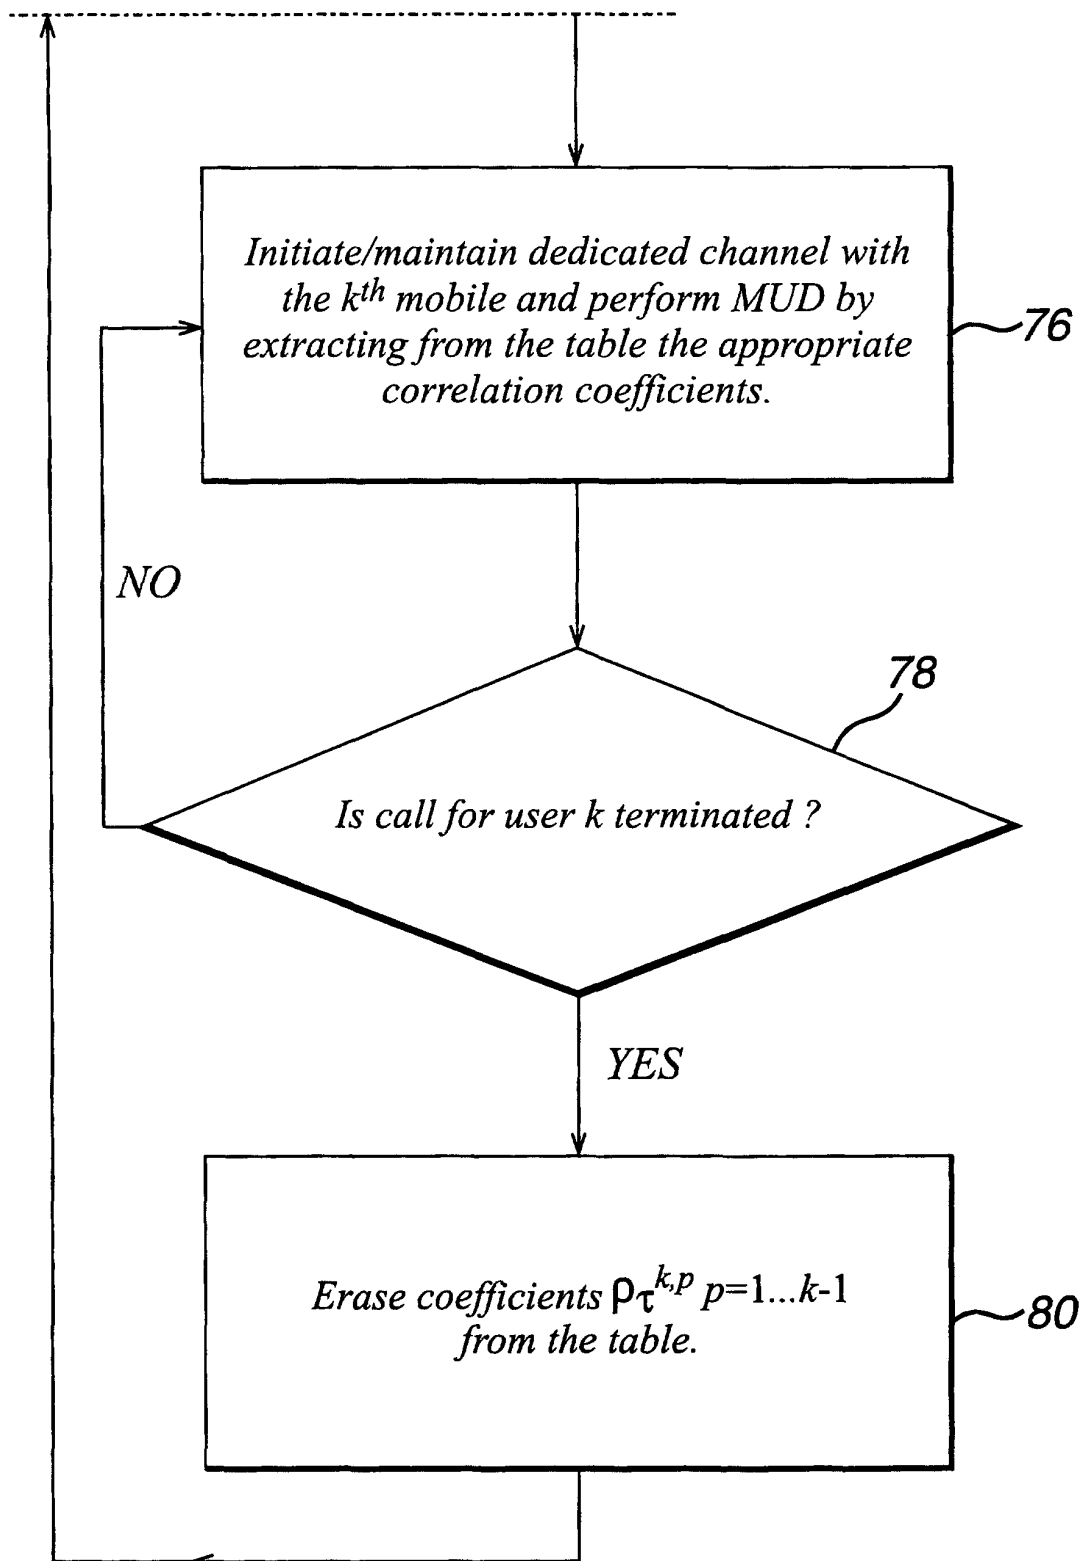 Initiate/maintain dedicated channel with
the kth mobile and perform MUD by
extracting from the table the appropriate
correlation coefficients.
76
NO
78
Is call for user k terminated ?
YES
Erase coefficients ρτ^k,p p=1...k-1
from the table.
80